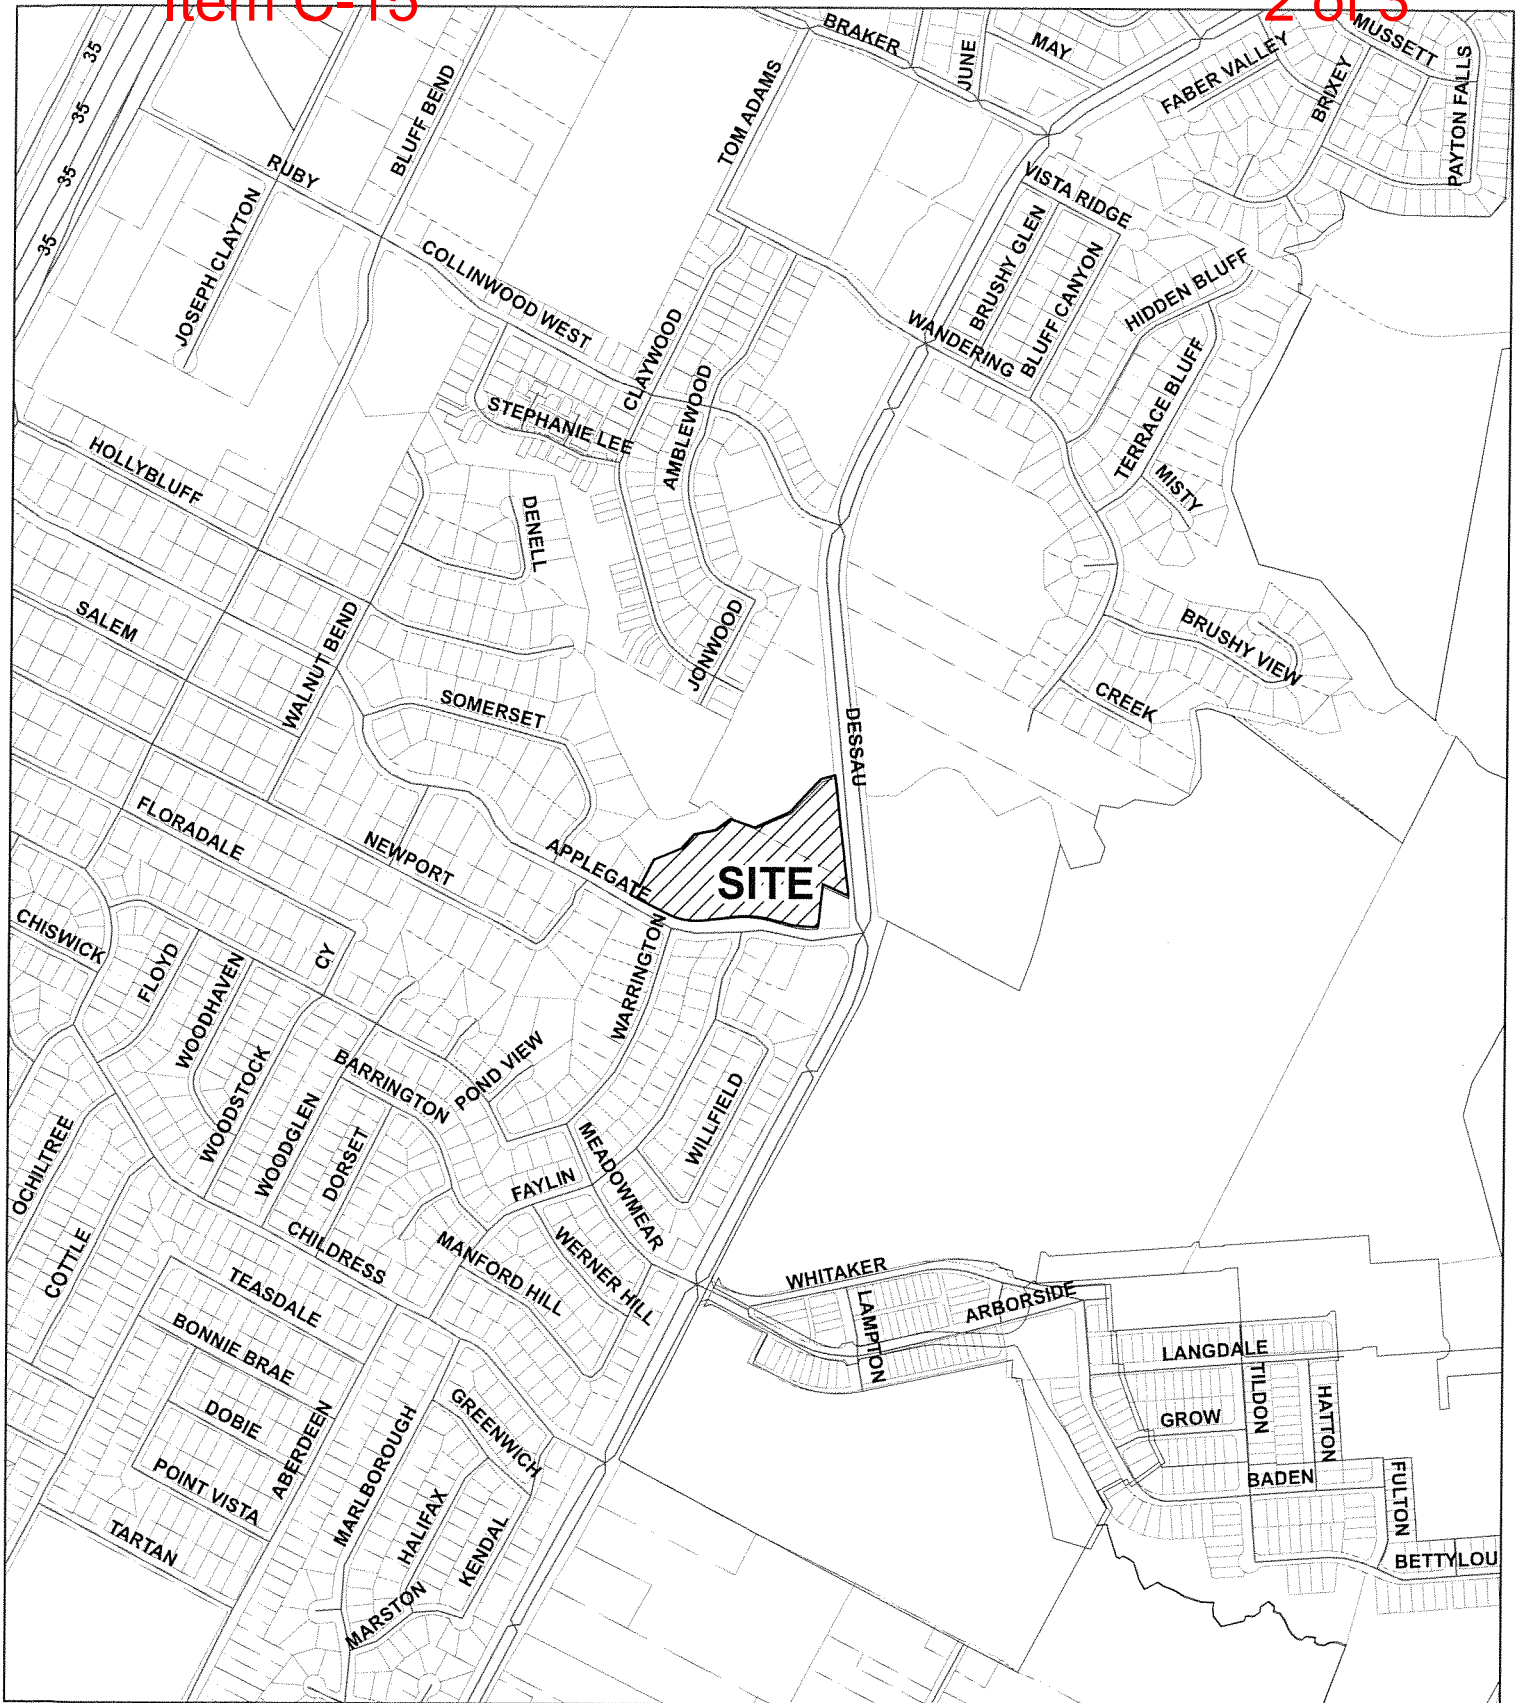 Item C-15
2 of 3
35
35
35
35
BRAKER
JUNE
MAY
MUSSETT
FABER VALLEY
BRIXEY
PAYTON FALLS
BLUFF BEND
TOM ADAMS
RUBY
JOSEPH CLAYTON
VISTA RIDGE
BRUSHY GLEN
BLUFF CANYON
COLLINWOOD WEST
HIDDEN BLUFF
WANDERING
CLAYWOOD
TERRACE BLUFF
AMBLEWOOD
STEPHANIE LEE
HOLLYBLUFF
MISTY
DENELL
SALEM
WALNUT BEND
JONWOOD
BRUSHY VIEW
CREEK
SOMERSET
DESSAU
FLORADALE
NEWPORT
APPLEGATE
SITE
CHISWICK
FLOYD
CY
WOODHAVEN
WARRINGTON
WOODSTOCK
BARRINGTON
POND VIEW
WOODGLEN
DORSET
WILLFIELD
OCHILTREE
MEADOWMEAR
FAYLIN
COTTLE
CHILDRESS
MANFORD HILL
WERNER HILL
TEASDALE
WHITAKER
LAMPTON
ARBORSIDE
BONNIE BRAE
LANGDALE
TILDON
HATTON
DOBIE
ABERDEEN
MARLBOROUGH
GREENWICH
GROW
POINT VISTA
BADEN
FULTON
HALIFAX
KENDAL
TARTAN
BETTYLOU
MARSTON